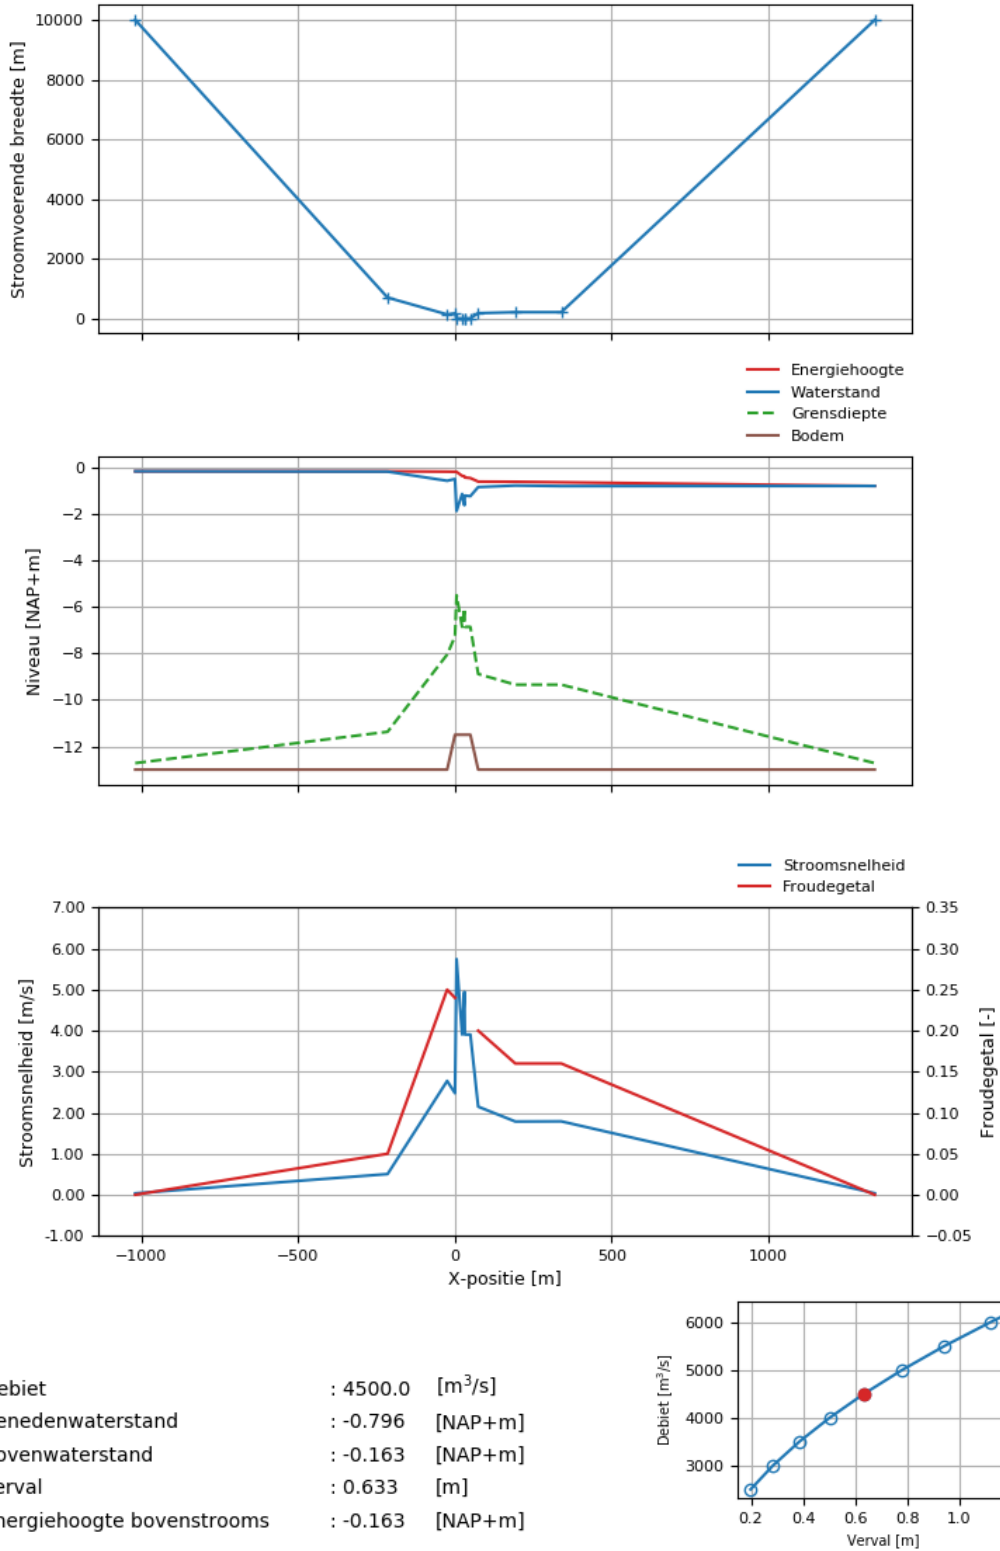 Stroomvoerende breedte [m]
10000
8000
6000
4000
2000
0
Energiehoogte
Waterstand
Grensdiepte
Bodem
Niveau [NAP+m]
0
−2
−4
−6
−8
−10
−12
Stroomsnelheid
Froudegetal
Stroomsnelheid [m/s]
7.00
6.00
5.00
4.00
3.00
2.00
1.00
0.00
-1.00
0.35
0.30
0.25
0.20
0.15
0.10
0.05
0.00
−0.05
Froudegetal [-]
−1000 −500 0 500 1000
X-positie [m]
ebiet : 4500.0 [m³/s]
enedenwaterstand : -0.796 [NAP+m]
ovenwaterstand : -0.163 [NAP+m]
erval : 0.633 [m]
nergiehoogte bovenstrooms : -0.163 [NAP+m]
Debiet [m³/s]
6000
5000
4000
3000
0.2 0.4 0.6 0.8 1.0
Verval [m]